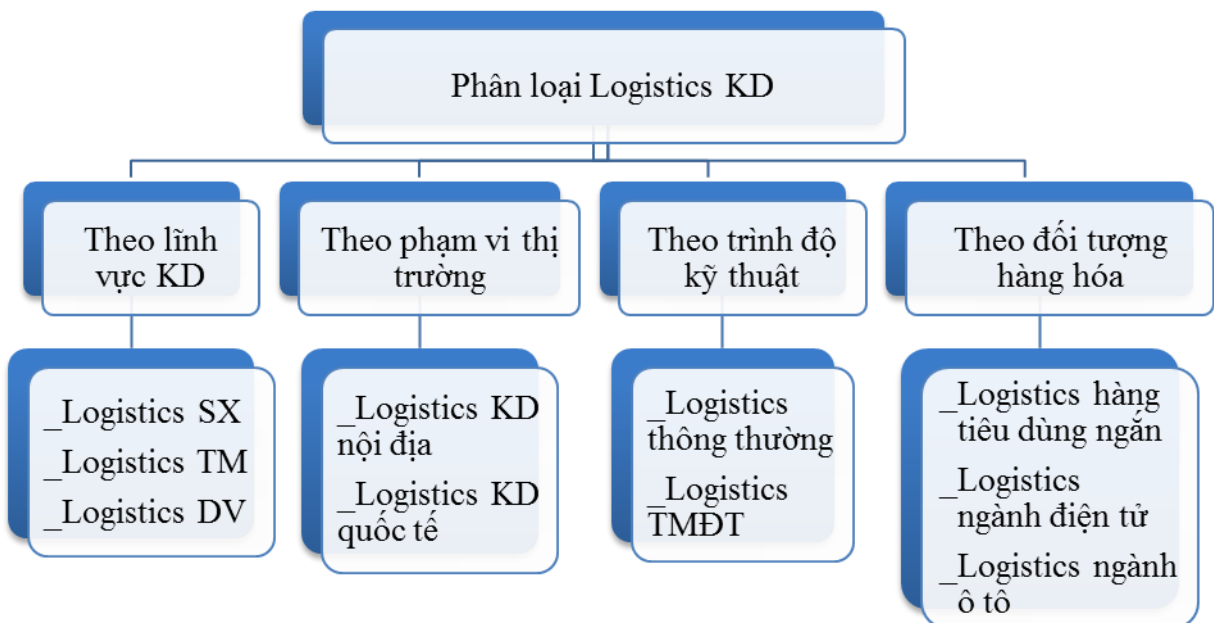 Phân loại Logistics KD
Theo lĩnh
vực KD
Theo phạm vi thị
trường
Theo trình độ
kỹ thuật
Theo đối tượng
hàng hóa
_Logistics SX
_Logistics TM
_Logistics DV
_Logistics KD
nội địa
_Logistics KD
quốc tế
_Logistics
thông thường
_Logistics
TMĐT
_Logistics hàng
tiêu dùng ngắn
_Logistics
ngành điện tử
_Logistics ngành
ô tô